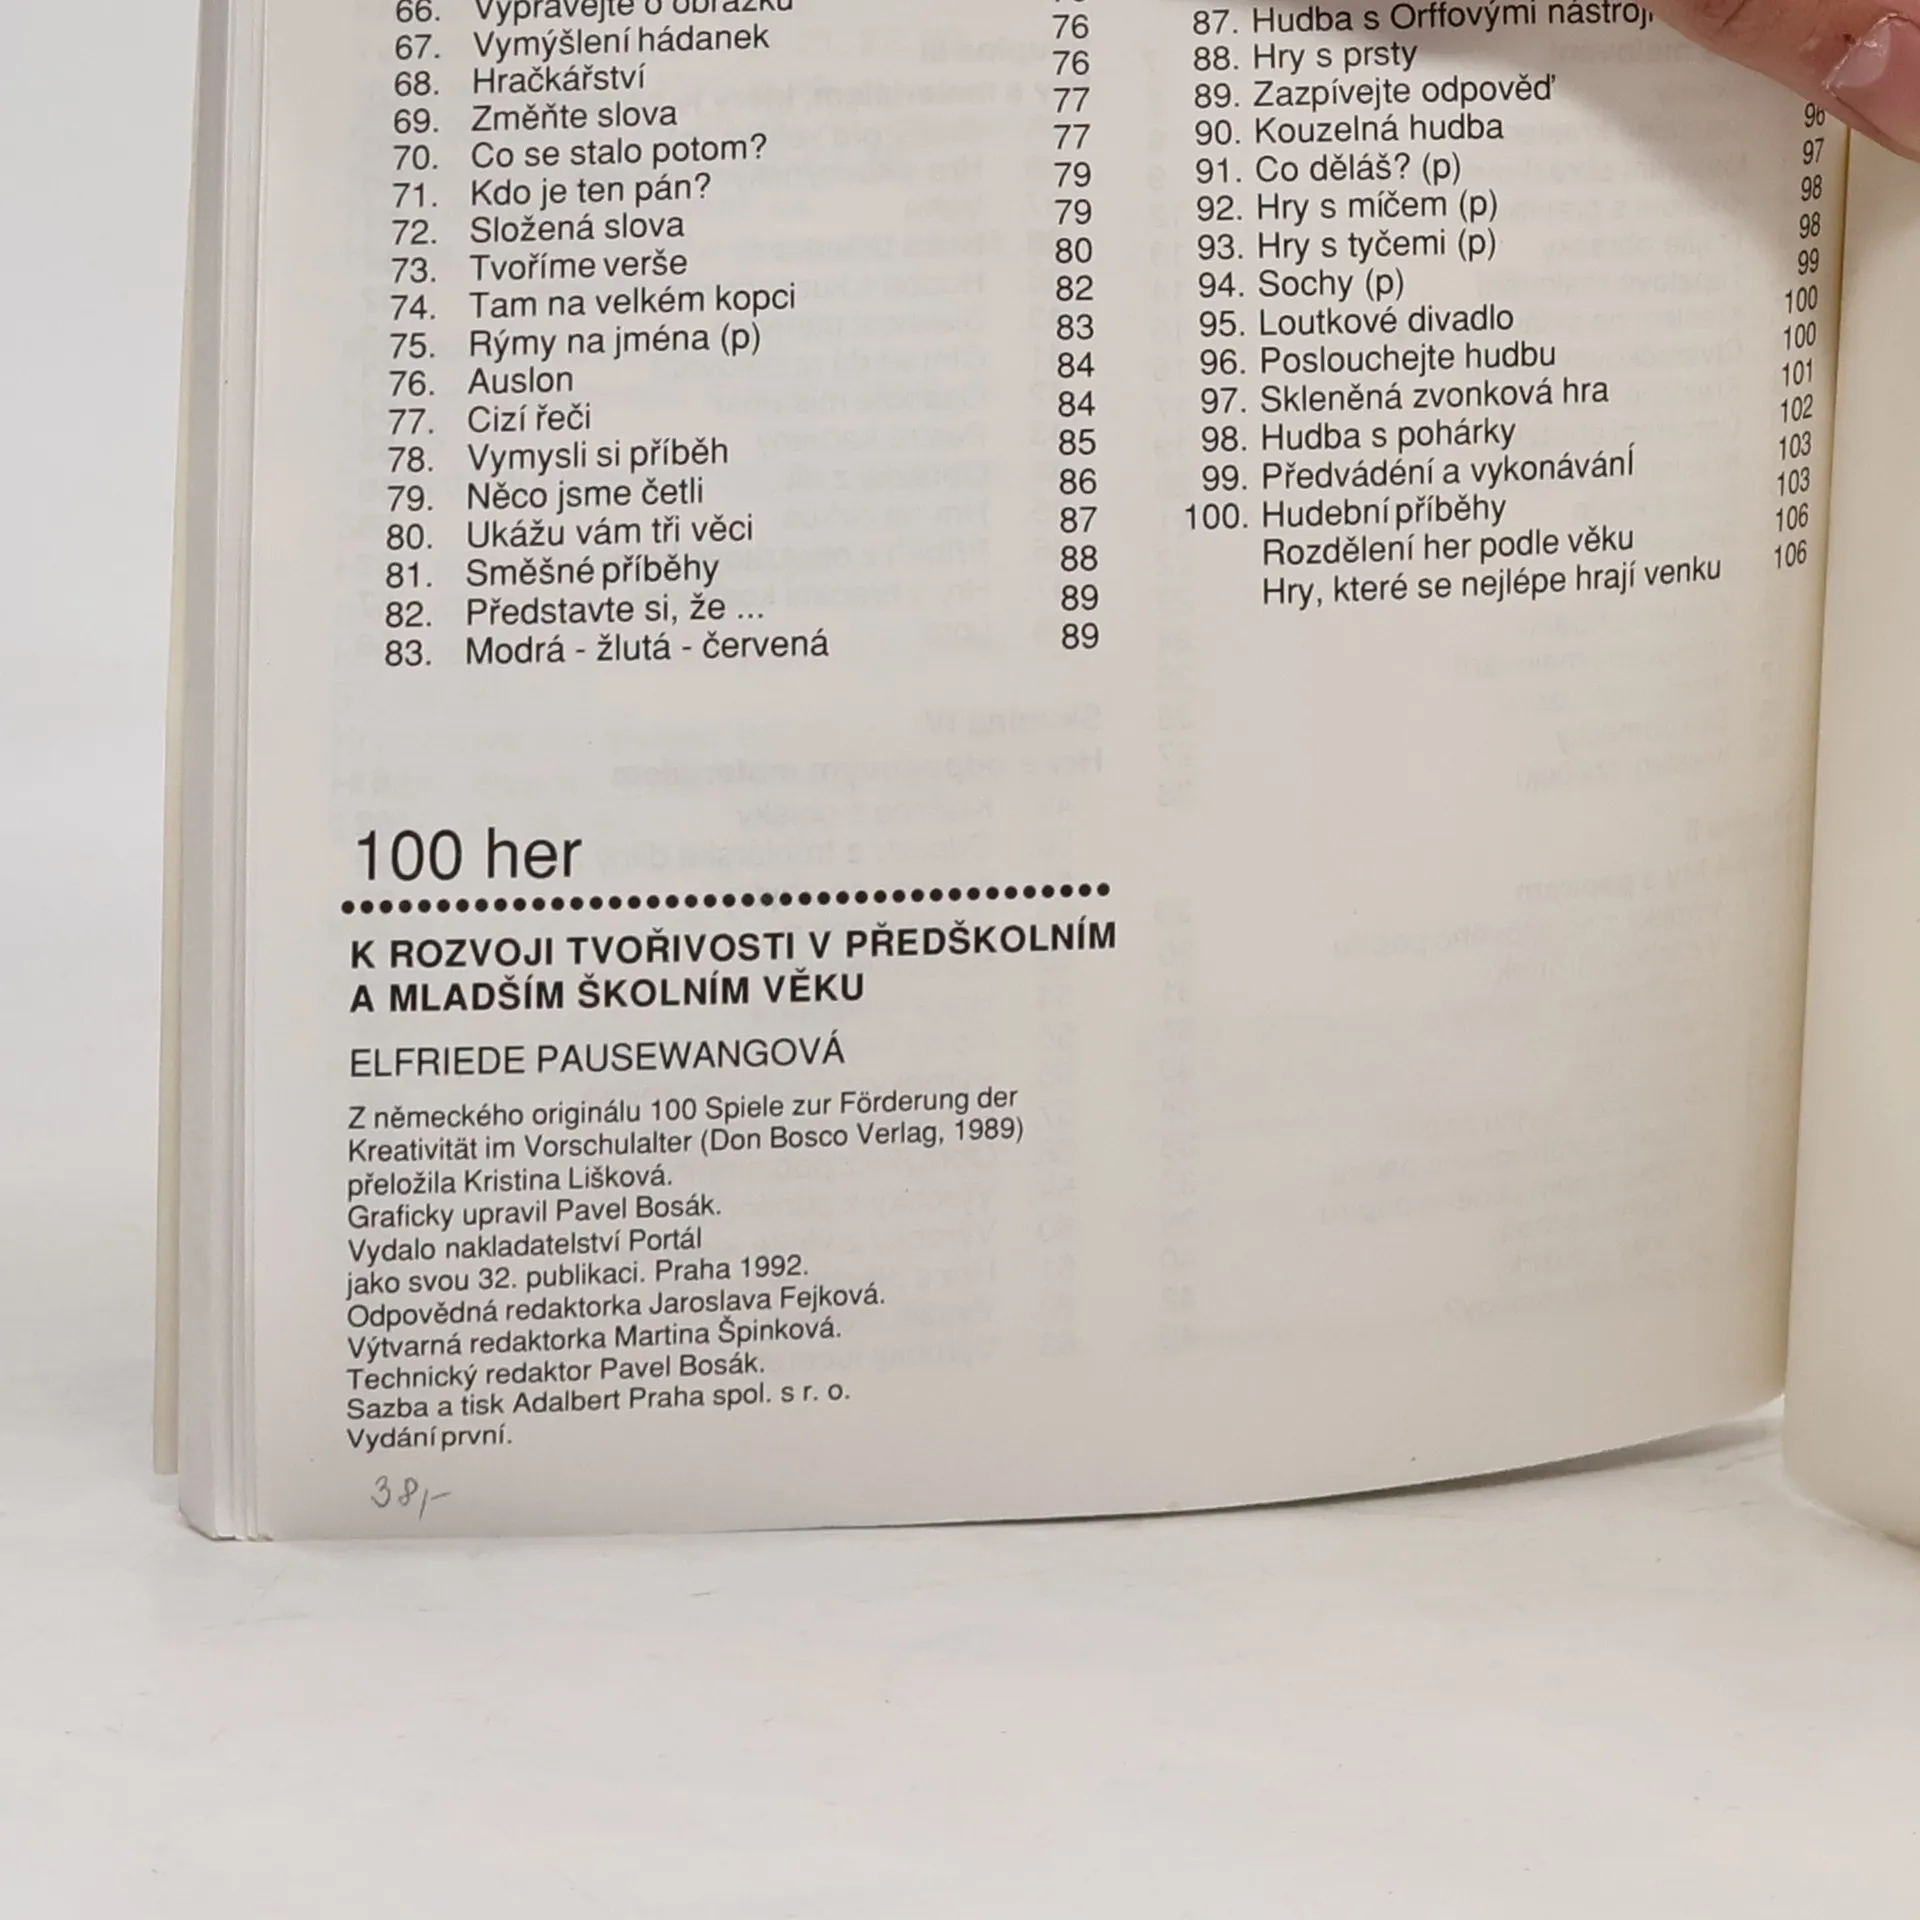 66. Vyprávějte o obrázku
67. Vymýšlení hádanek 76
68. Hračkářství 76
69. Změňte slova 77
70. Co se stalo potom? 77
71. Kdo je ten pán? 79
72. Složená slova 79
73. Tvoříme verše 80
74. Tam na velkém kopci 82
75. Rýmy na jména (p) 83
76. Auslon 84
77. Cizí řeči 84
78. Vymysli si příběh 85
79. Něco jsme četli 86
80. Ukážu vám tři věci 87
81. Směšné příběhy 88
82. Představte si, že ... 89
83. Modrá - žlutá - červená 89
87. Hudba s Orffovými nástroji
88. Hry s prsty
89. Zazpívejte odpověď
90. Kouzelná hudba 96
91. Co děláš? (p) 97
92. Hry s míčem (p) 98
93. Hry s tyčemi (p) 98
94. Sochy (p) 99
95. Loutkové divadlo 100
96. Poslouchejte hudbu 100
97. Skleněná zvonková hra 101
98. Hudba s pohárky 102
99. Předvádění a vykonávání 103
100. Hudební příběhy 103
Rozdělení her podle věku 106
Hry, které se nejlépe hrají venku 106
100 her
K ROZVOJI TVOŘIVOSTI V PŘEDŠKOLNÍM
A MLADŠÍM ŠKOLNÍM VĚKU
ELFRIEDE PAUSEWANGOVÁ
Z německého originálu 100 Spiele zur Förderung der
Kreativität im Vorschulalter (Don Bosco Verlag, 1989)
přeložila Kristina Lišková.
Graficky upravil Pavel Bosák.
Vydalo nakladatelství Portál
jako svou 32. publikaci. Praha 1992.
Odpovědná redaktorka Jaroslava Fejková.
Výtvarná redaktorka Martina Špinková.
Technický redaktor Pavel Bosák.
Sazba a tisk Adalbert Praha spol. s r. o.
Vydání první.
38,-